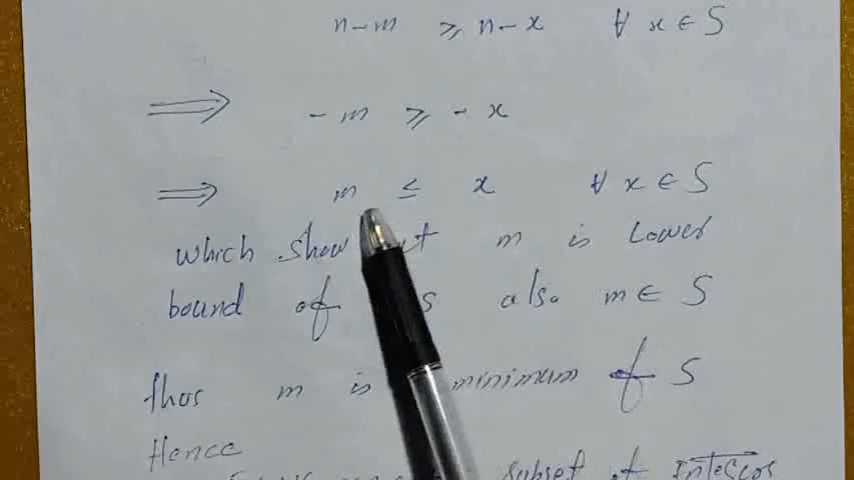 n-m ≥ n-x ∀ x ∈ S
⟹ -m ≥ -x
⟹ m ≤ x ∀ x ∈ S
which show m is Lower
bound of S also m ∈ S
thus m is minimum of S
Hence
subset of Integers